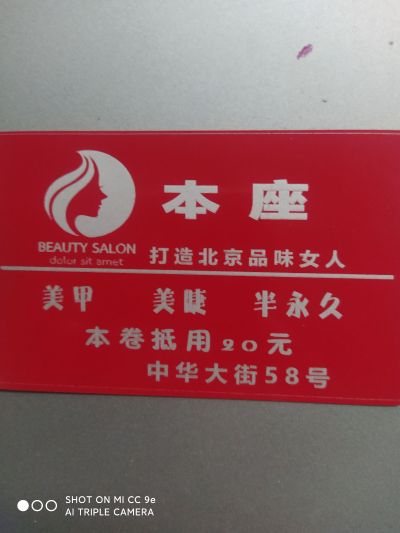 本座
BEAUTY SALON
dolor sit amet
打造北京品味女人
美甲 美睫 半永久
本卷抵用20元
中华大街58号
SHOT ON MI CC 9e
AI TRIPLE CAMERA